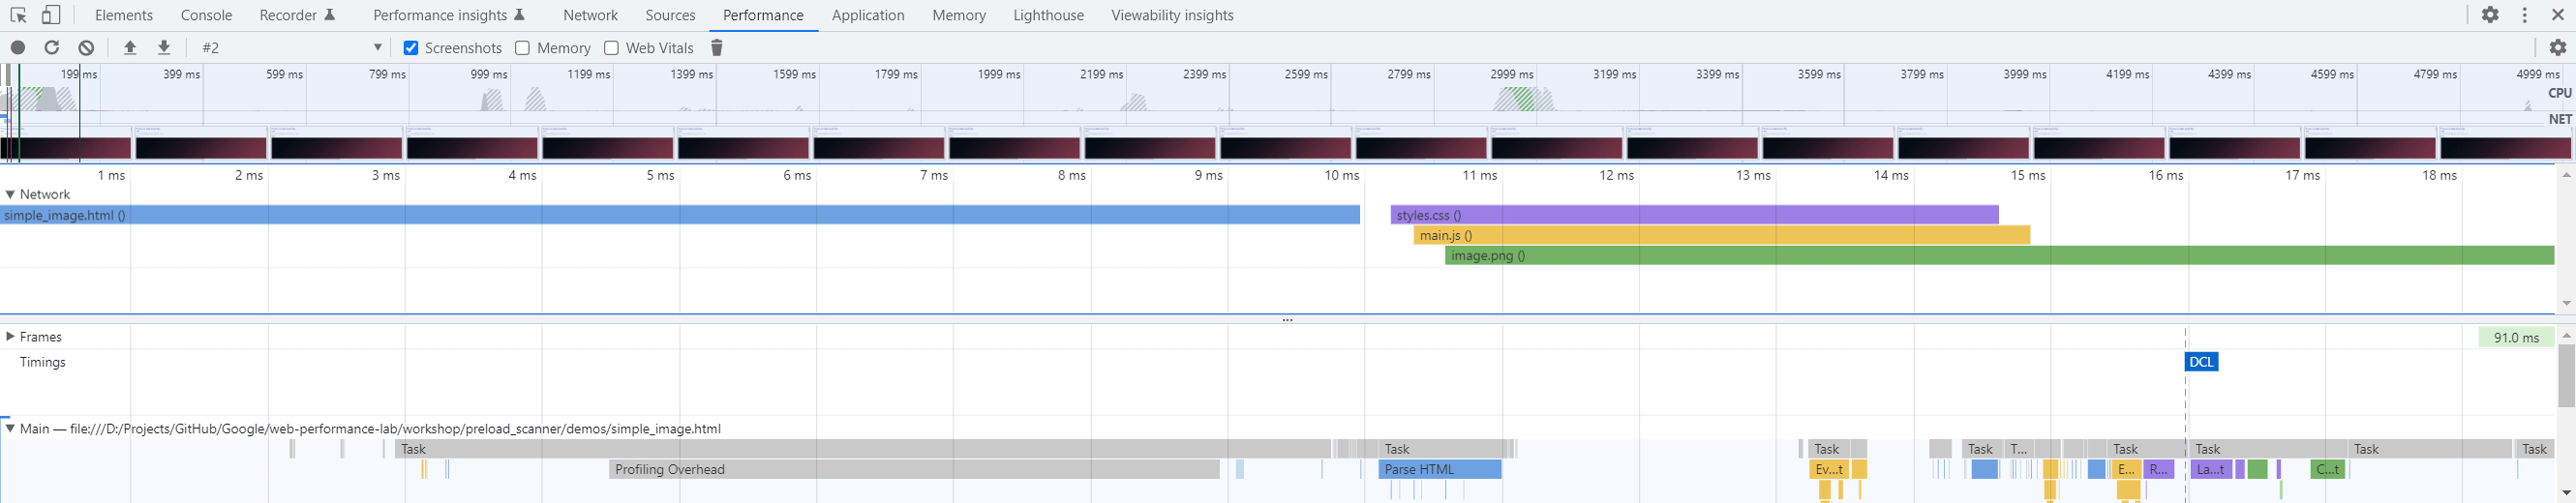 Elements Console Recorder Performance insights Network Sources Performance Application Memory Lighthouse Viewability insights
#2 Screenshots Memory Web Vitals
199 ms 399 ms 599 ms 799 ms 999 ms 1199 ms 1399 ms 1599 ms 1799 ms 1999 ms 2199 ms 2399 ms 2599 ms 2799 ms 2999 ms 3199 ms 3399 ms 3599 ms 3799 ms 3999 ms 4199 ms 4399 ms 4599 ms 4799 ms 4999 ms
CPU
NET
1 ms 2 ms 3 ms 4 ms 5 ms 6 ms 7 ms 8 ms 9 ms 10 ms 11 ms 12 ms 13 ms 14 ms 15 ms 16 ms 17 ms 18 ms
Network
simple_image.html () styles.css ()
main.js ()
image.png ()
...
Frames 91.0 ms
Timings DCL
Main — file:///D:/Projects/GitHub/Google/web-performance-lab/workshop/preload_scanner/demos/simple_image.html
Task Task Task Task T... Task Task Task Task
Profiling Overhead Parse HTML Ev...t E... R... La...t C...t